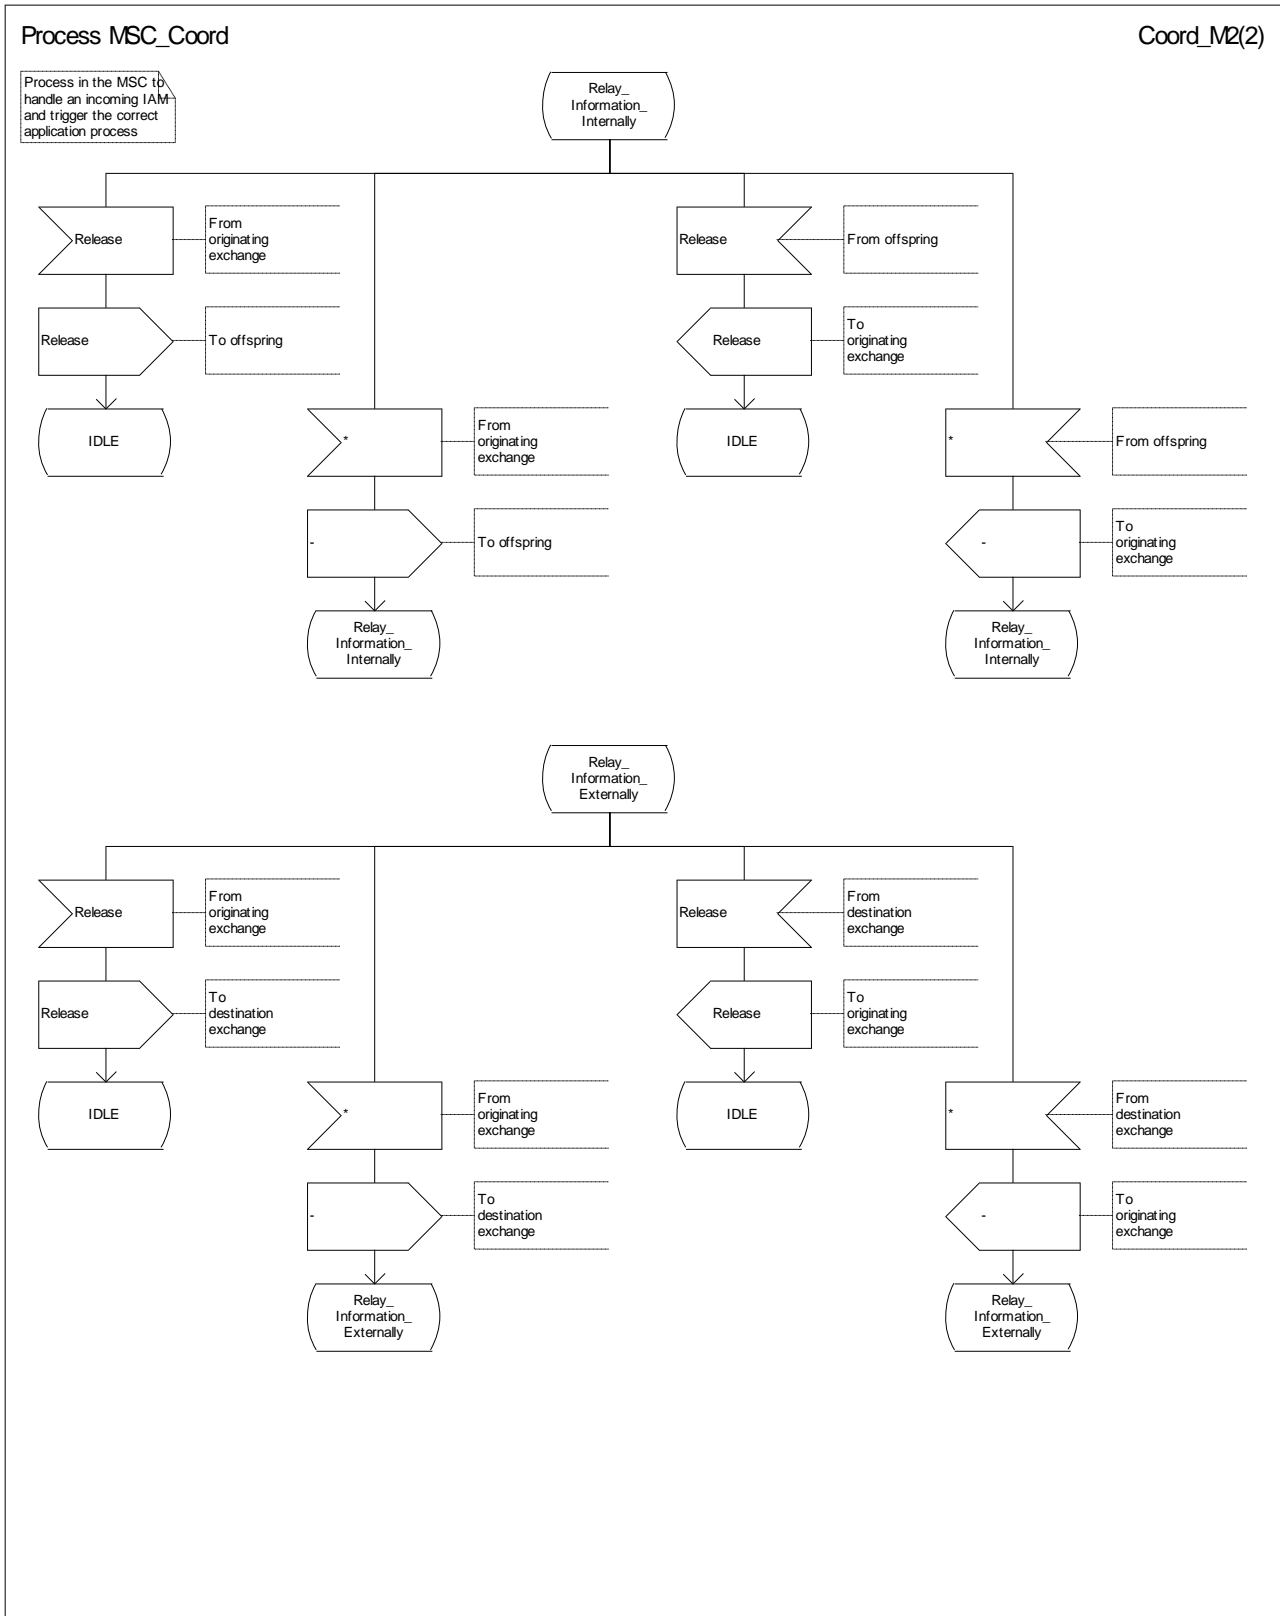 Process MSC_Coord
Coord_M2(2)
Process in the MSC to
handle an incoming IAM
and trigger the correct
application process
Relay_
Information_
Internally
Release
From
originating
exchange
Release
From offspring
Release
To offspring
Release
To
originating
exchange
IDLE
*
From
originating
exchange
IDLE
*
From offspring
-
To offspring
-
To
originating
exchange
Relay_
Information_
Internally
Relay_
Information_
Internally
Relay_
Information_
Externally
Release
From
originating
exchange
Release
From
destination
exchange
Release
To
destination
exchange
Release
To
originating
exchange
IDLE
*
From
originating
exchange
IDLE
*
From
destination
exchange
-
To
destination
exchange
-
To
originating
exchange
Relay_
Information_
Externally
Relay_
Information_
Externally